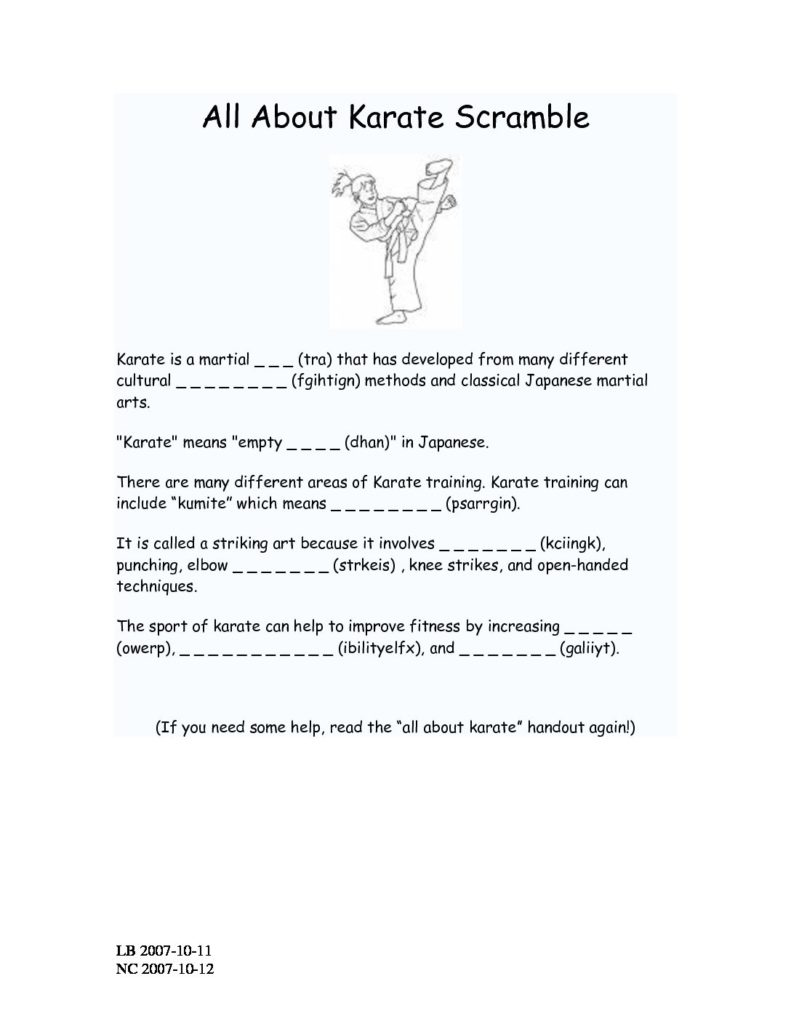 All About Karate Scramble
Karate is a martial _ _ _ (tra) that has developed from many different
cultural _ _ _ _ _ _ _ _ (fgihtign) methods and classical Japanese martial
arts.
"Karate" means "empty _ _ _ _ (dhan)" in Japanese.
There are many different areas of Karate training. Karate training can
include “kumite” which means _ _ _ _ _ _ _ _ (psarrgin).
It is called a striking art because it involves _ _ _ _ _ _ _ (kciingk),
punching, elbow _ _ _ _ _ _ _ (strkeis) , knee strikes, and open-handed
techniques.
The sport of karate can help to improve fitness by increasing _ _ _ _ _
(owerp), _ _ _ _ _ _ _ _ _ _ _ (ibilityelfx), and _ _ _ _ _ _ _ (galiiyt).
(If you need some help, read the “all about karate” handout again!)
LB 2007-10-11
NC 2007-10-12